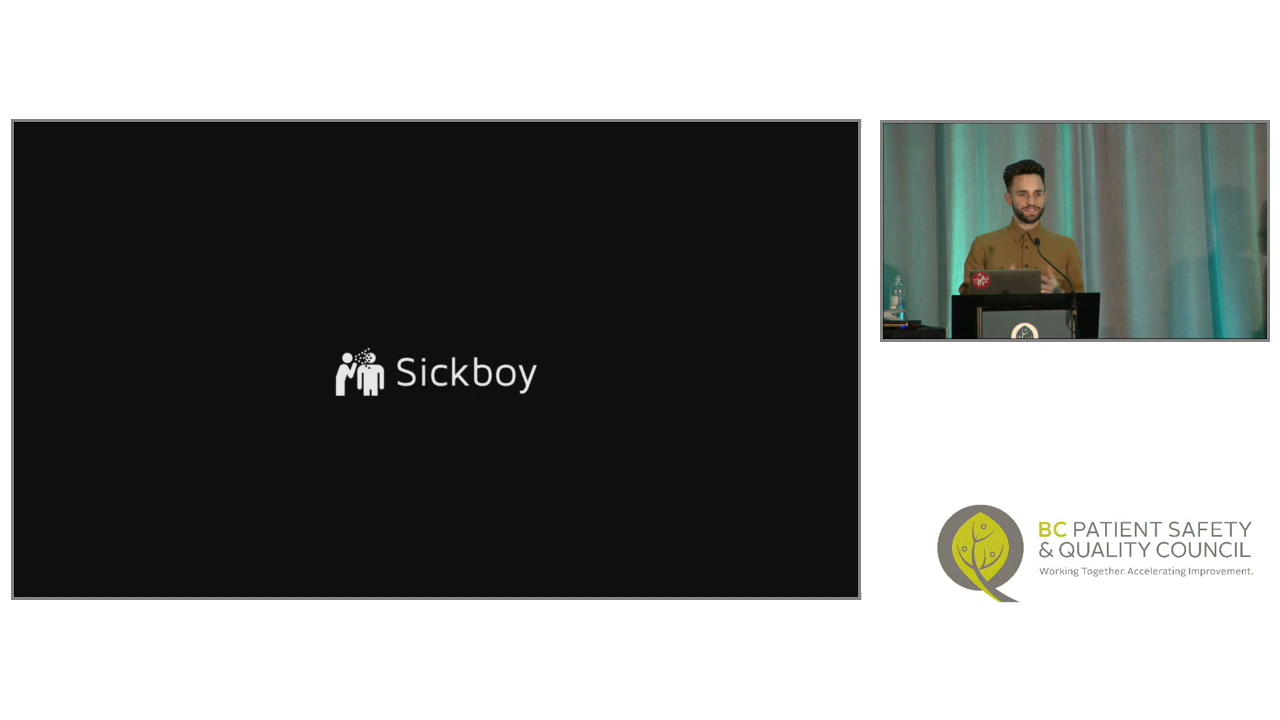 Sickboy
BC PATIENT SAFETY
& QUALITY COUNCIL
Working Together. Accelerating Improvement.